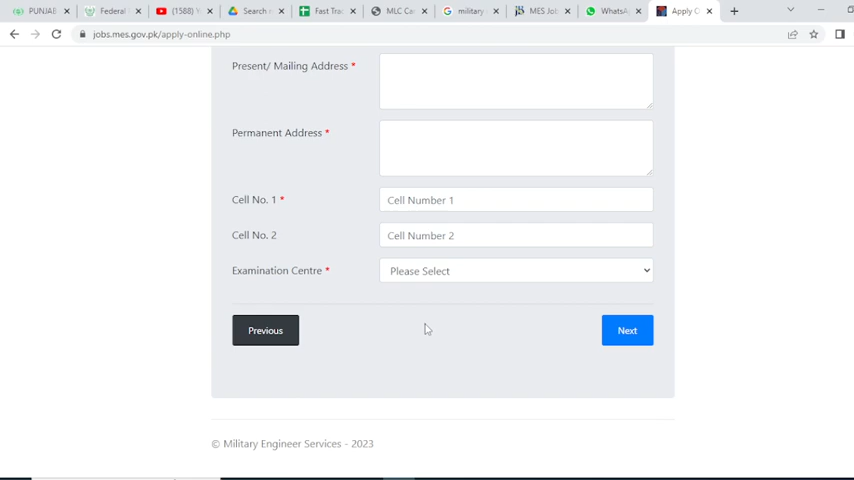 PUNJAB
Federal
(1588) Y
Search r
Fast Trac
MLC Car
military
MES Job
WhatsA
Apply O
jobs.mes.gov.pk/apply-online.php
Present/ Mailing Address *
Permanent Address *
Cell No. 1 *
Cell Number 1
Cell No. 2
Cell Number 2
Examination Centre *
Please Select
Previous
Next
© Military Engineer Services - 2023